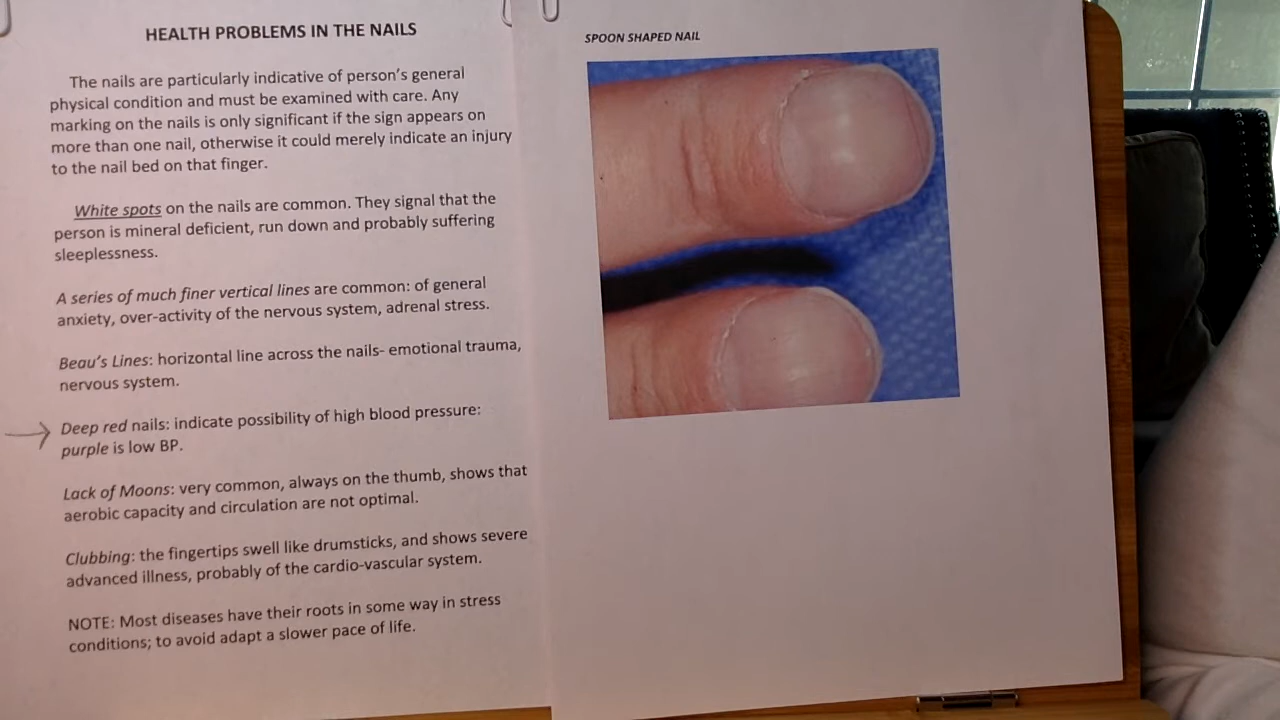 HEALTH PROBLEMS IN THE NAILS
The nails are particularly indicative of person's general
physical condition and must be examined with care. Any
marking on the nails is only significant if the sign appears on
more than one nail, otherwise it could merely indicate an injury
to the nail bed on that finger.
White spots on the nails are common. They signal that the
person is mineral deficient, run down and probably suffering
sleeplessness.
A series of much finer vertical lines are common: of general
anxiety, over-activity of the nervous system, adrenal stress.
Beau's Lines: horizontal line across the nails- emotional trauma,
nervous system.
Deep red nails: indicate possibility of high blood pressure:
purple is low BP.
Lack of Moons: very common, always on the thumb, shows that
aerobic capacity and circulation are not optimal.
Clubbing: the fingertips swell like drumsticks, and shows severe
advanced illness, probably of the cardio-vascular system.
NOTE: Most diseases have their roots in some way in stress
conditions; to avoid adapt a slower pace of life.
SPOON SHAPED NAIL